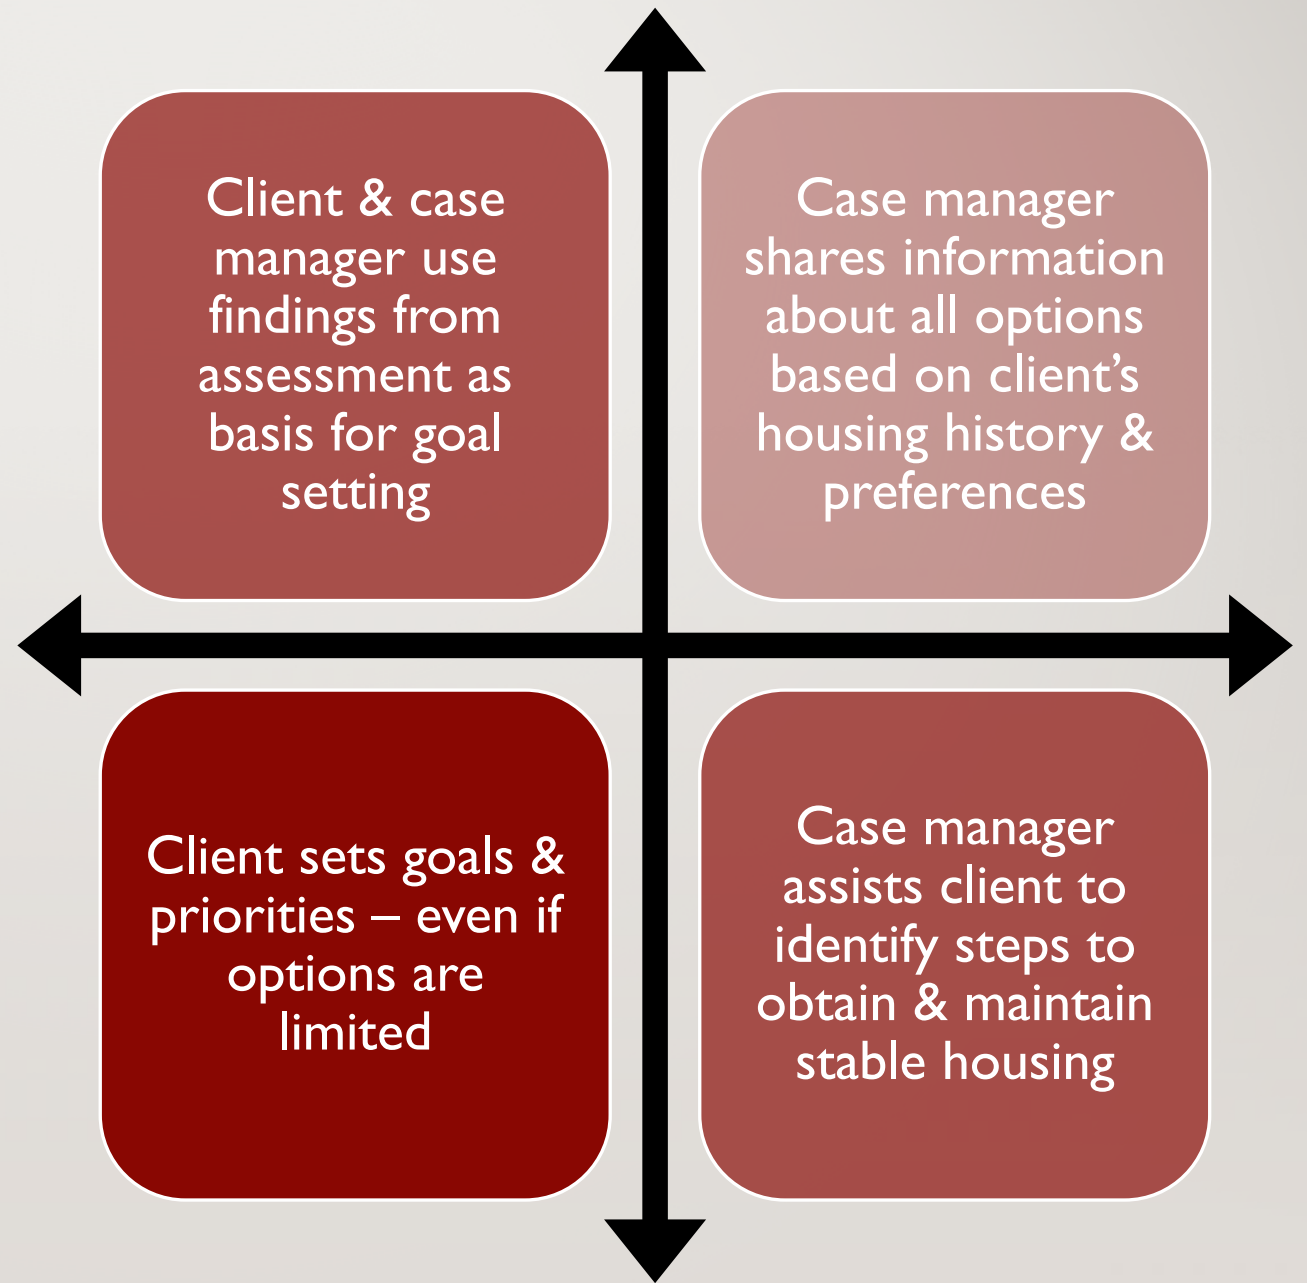 Client & case
manager use
findings from
assessment as
basis for goal
setting
Case manager
shares information
about all options
based on client’s
housing history &
preferences
Client sets goals &
priorities – even if
options are
limited
Case manager
assists client to
identify steps to
obtain & maintain
stable housing